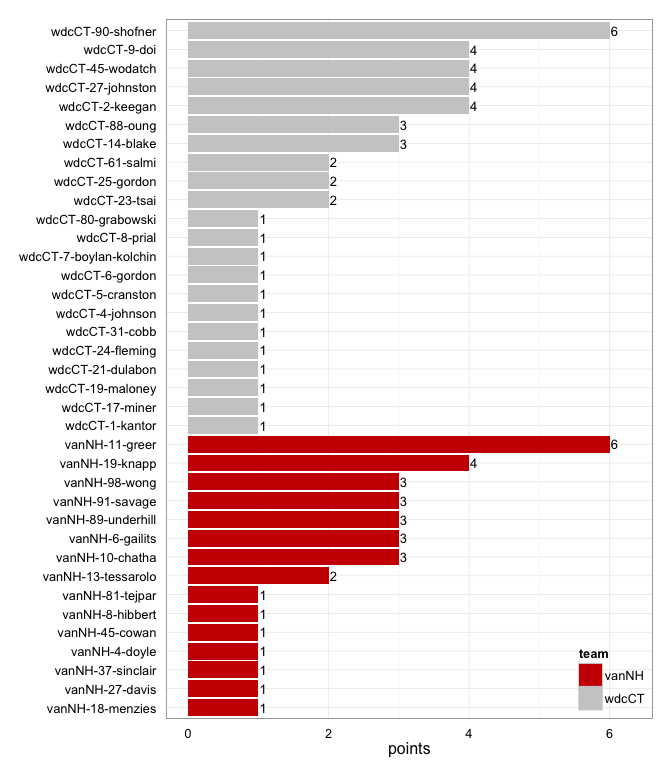 wdcCT-90-shofner 6
wdcCT-9-doi 4
wdcCT-45-wodatch 4
wdcCT-27-johnston 4
wdcCT-2-keegan 4
wdcCT-88-oung 3
wdcCT-14-blake 3
wdcCT-61-salmi 2
wdcCT-25-gordon 2
wdcCT-23-tsai 2
wdcCT-80-grabowski 1
wdcCT-8-prial 1
wdcCT-7-boylan-kolchin 1
wdcCT-6-gordon 1
wdcCT-5-cranston 1
wdcCT-4-johnson 1
wdcCT-31-cobb 1
wdcCT-24-fleming 1
wdcCT-21-dulabon 1
wdcCT-19-maloney 1
wdcCT-17-miner 1
wdcCT-1-kantor 1
vanNH-11-greer 6
vanNH-19-knapp 4
vanNH-98-wong 3
vanNH-91-savage 3
vanNH-89-underhill 3
vanNH-6-gailits 3
vanNH-10-chatha 3
vanNH-13-tessarolo 2
vanNH-81-tejpar 1
vanNH-8-hibbert 1
vanNH-45-cowan 1
vanNH-4-doyle 1
vanNH-37-sinclair 1
vanNH-27-davis 1
vanNH-18-menzies 1
team
vanNH
wdcCT
0 2 4 6
points